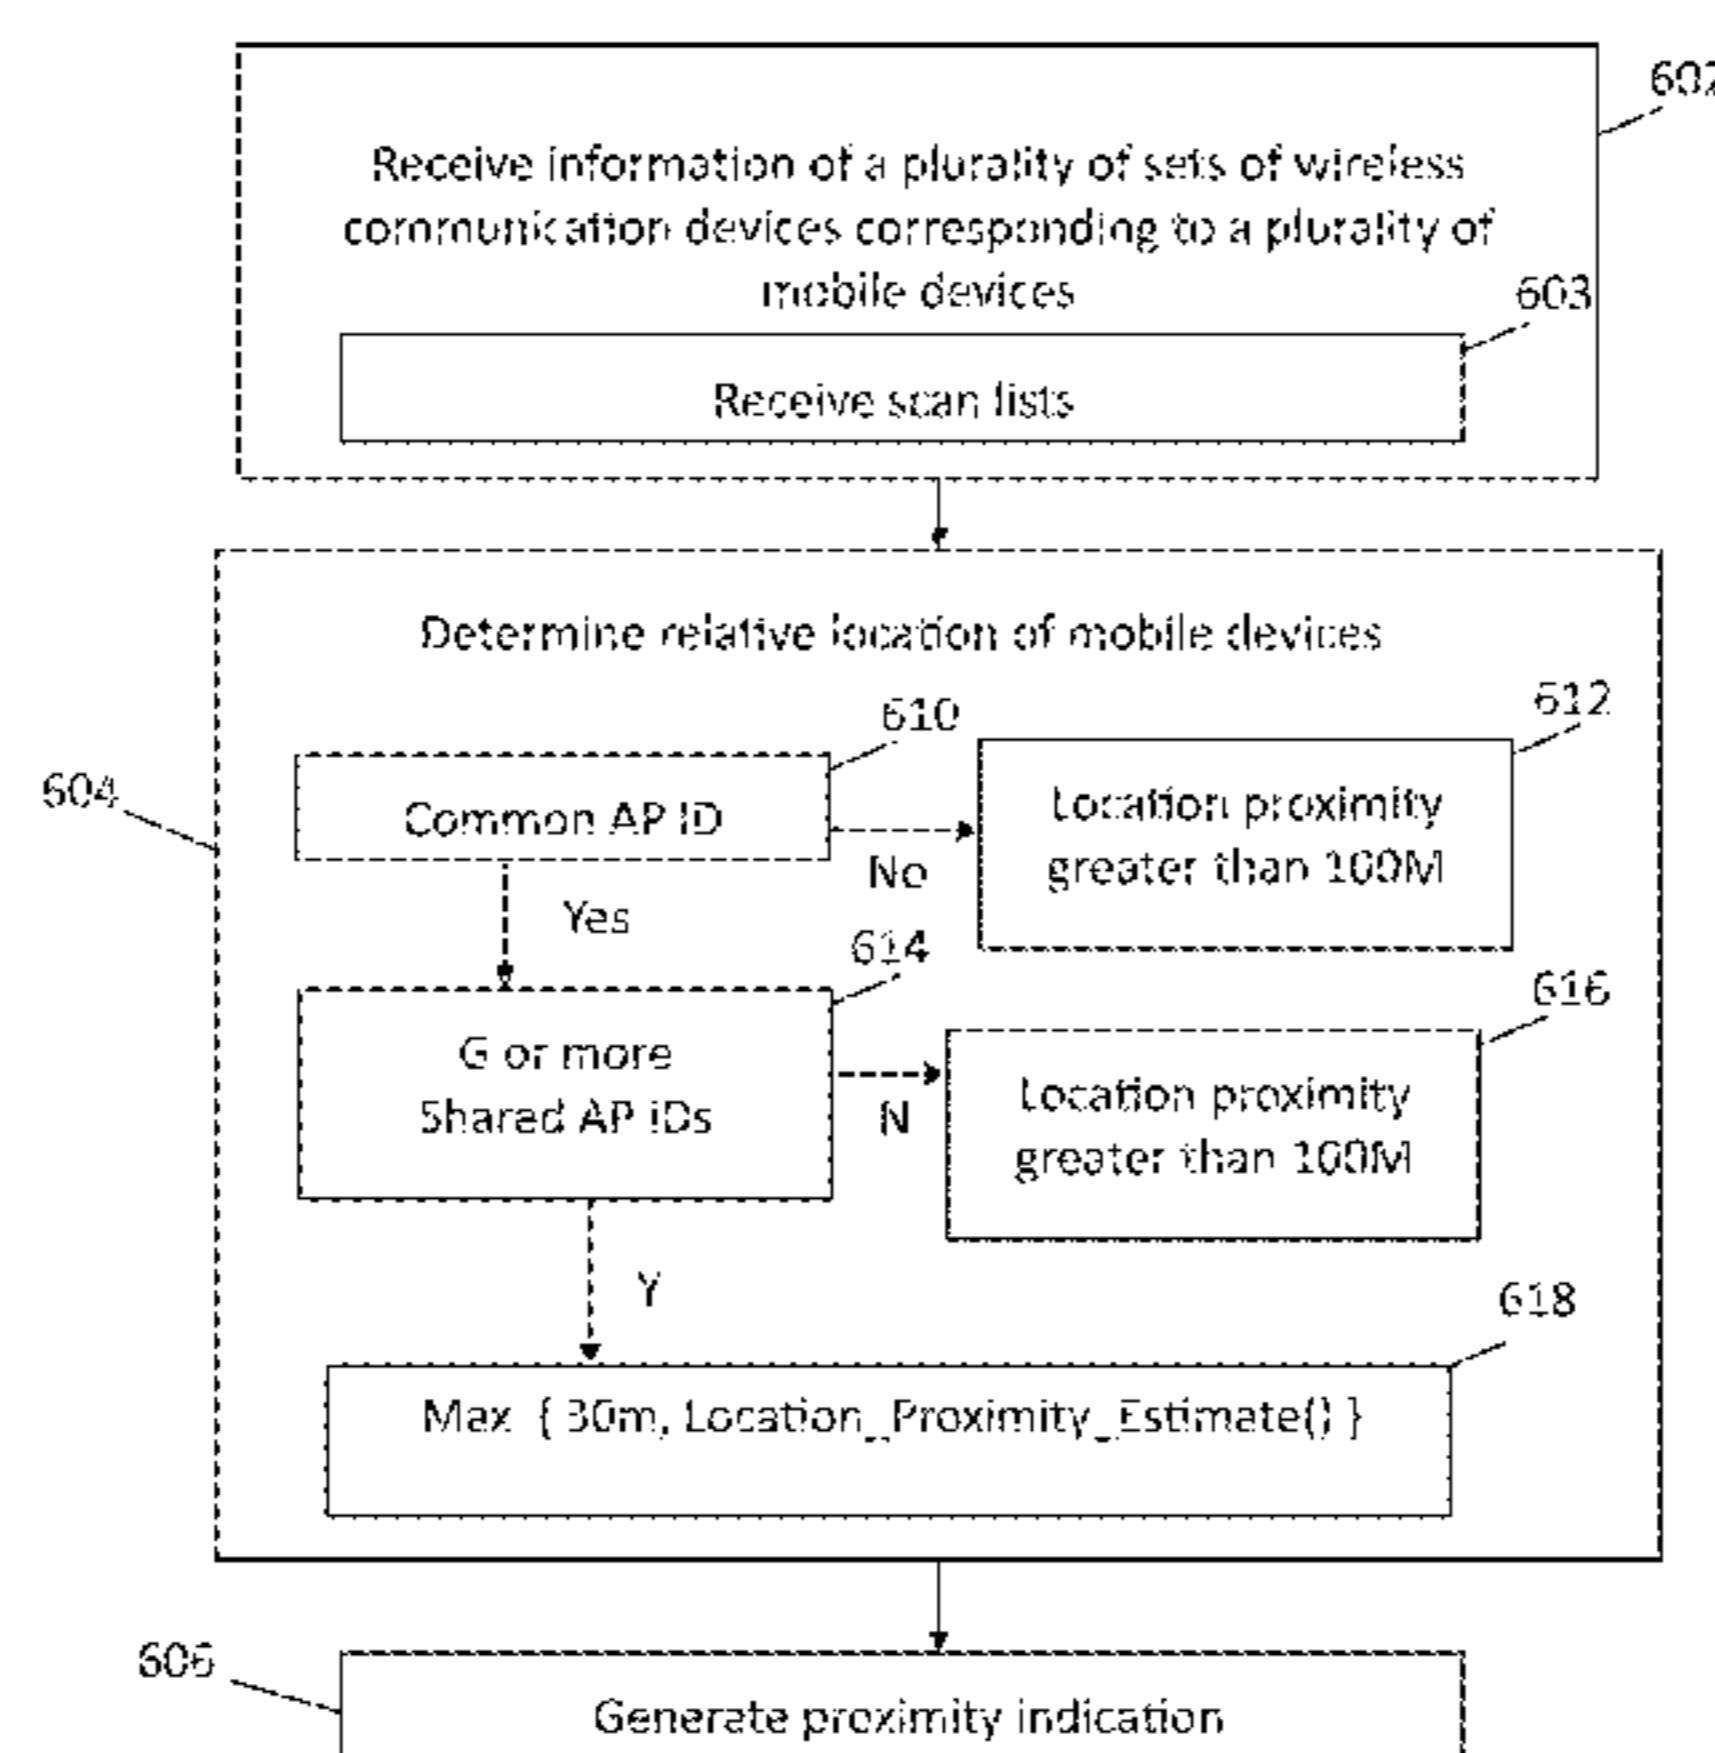 602
Receive information of a plurality of sets of wireless
communication devices corresponding to a plurality of
mobile devices
603
Receive scan lists
604
Determine relative location of mobile devices
610
Common AP ID
No
Yes
612
Location proximity
greater than 100M
614
G or more
Shared AP IDs
N
Y
616
Location proximity
greater than 100M
618
Max { 30m, Location_Proximity_Estimate() }
606
Generate proximity indication